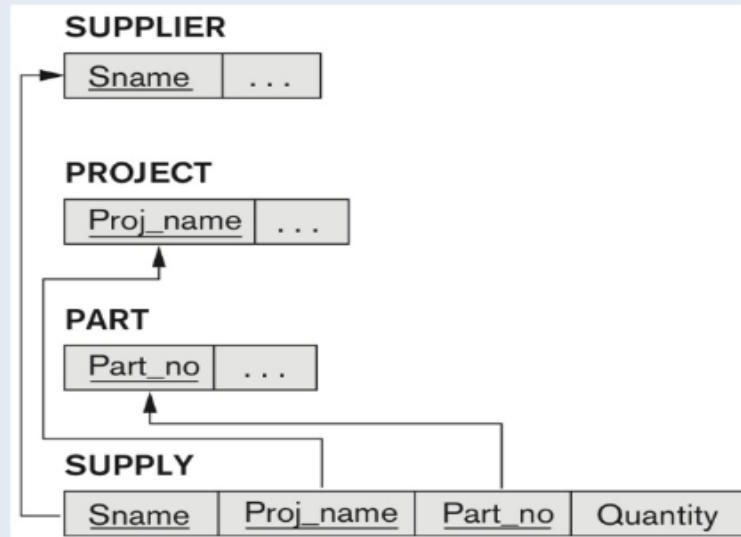 SUPPLIER
Sname ...
PROJECT
Proj_name ...
PART
Part_no ...
SUPPLY
Sname Proj_name Part_no Quantity